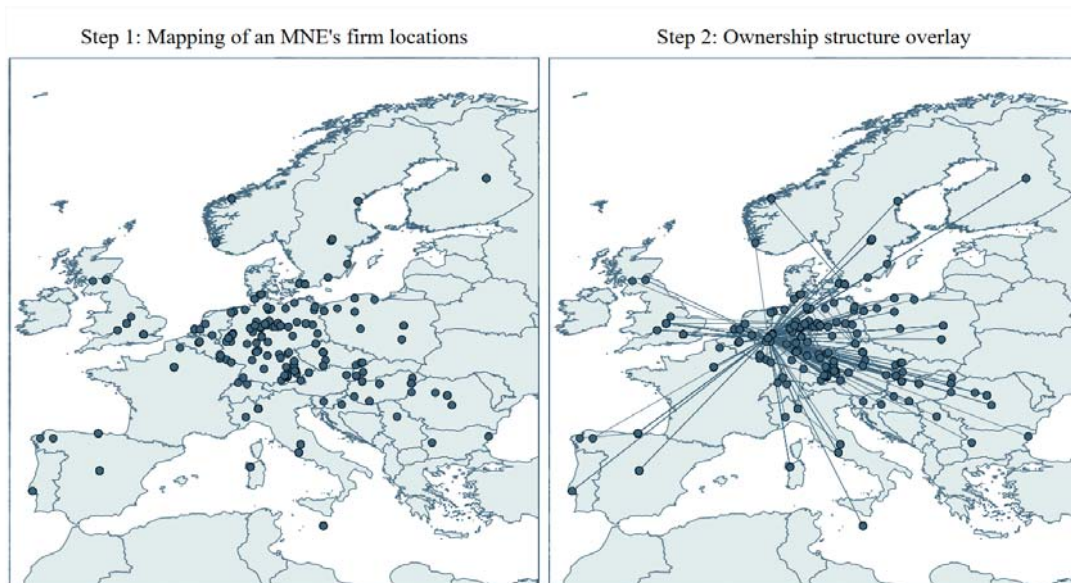 Step 1: Mapping of an MNE's firm locations
Step 2: Ownership structure overlay